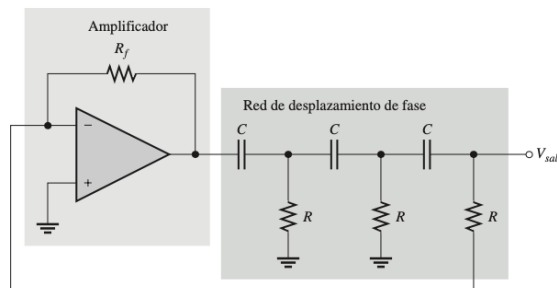 Amplificador
R_f
Red de desplazamiento de fase
C C C
−
+
V_sal
R R R